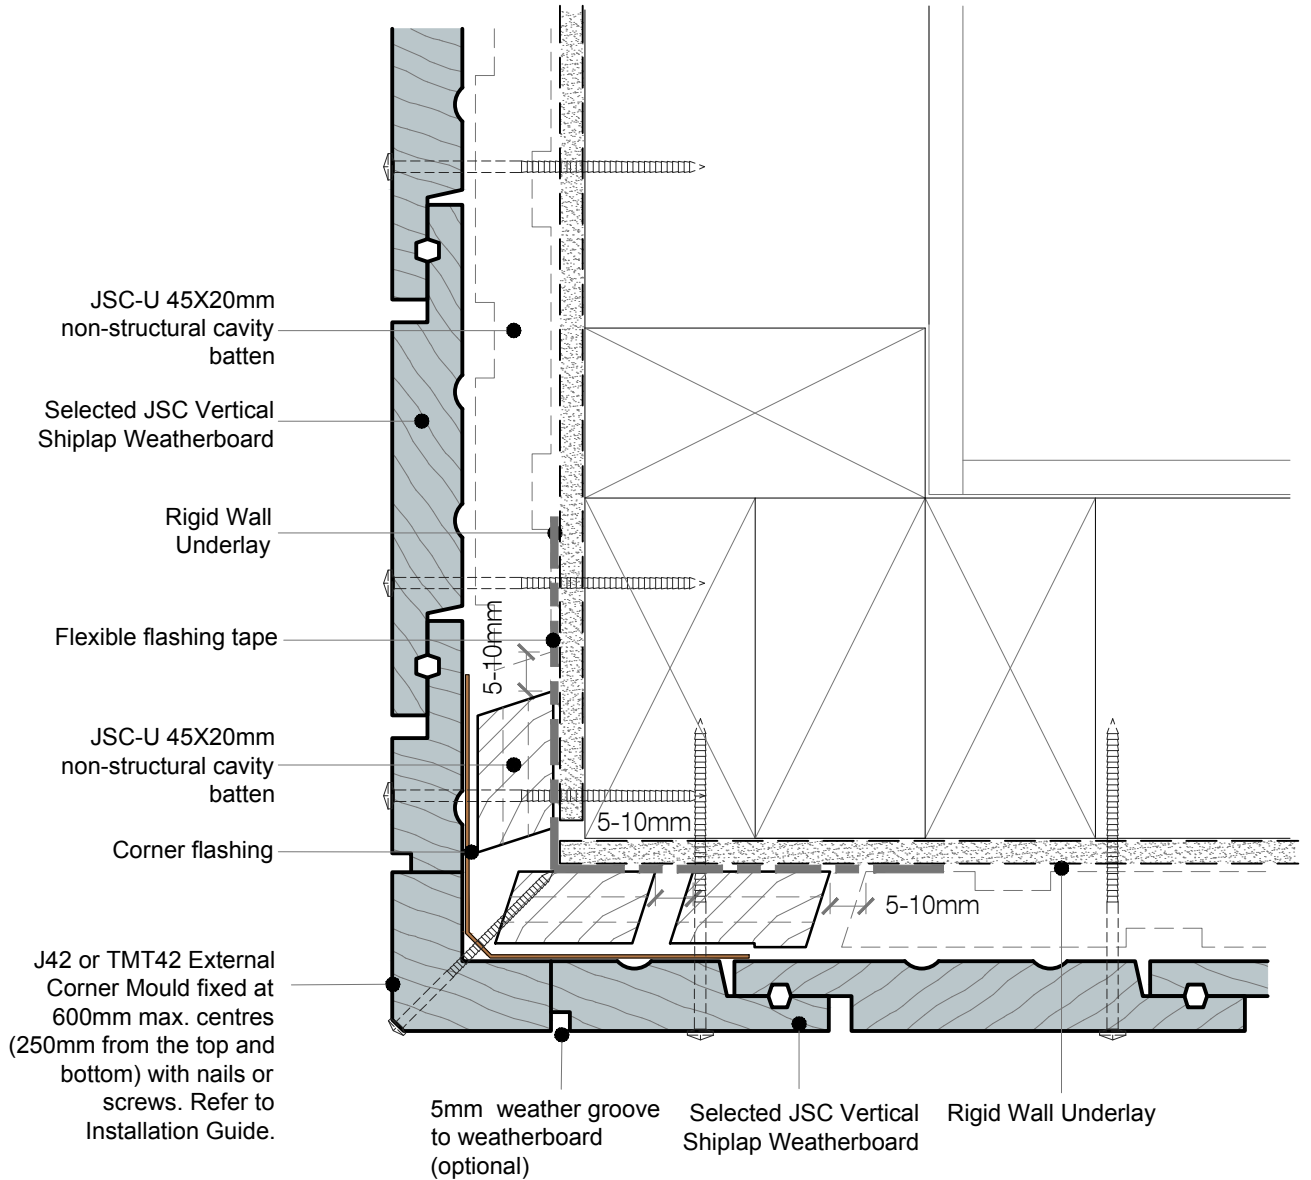 JSC-U 45X20mm
non-structural cavity
batten
Selected JSC Vertical
Shiplap Weatherboard
Rigid Wall
Underlay
Flexible flashing tape
5-10mm
JSC-U 45X20mm
non-structural cavity
batten
5-10mm
Corner flashing
5-10mm
J42 or TMT42 External
Corner Mould fixed at
600mm max. centres
(250mm from the top and
bottom) with nails or
screws. Refer to
Installation Guide.
5mm weather groove
to weatherboard
(optional)
Selected JSC Vertical
Shiplap Weatherboard
Rigid Wall Underlay